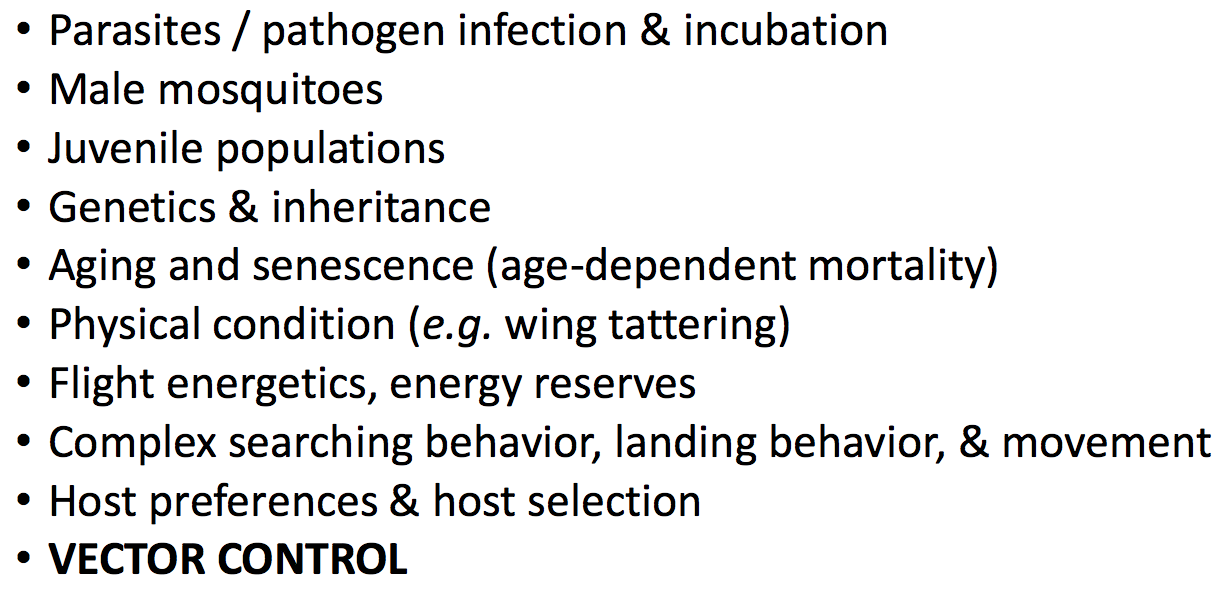 • Parasites / pathogen infection & incubation
• Male mosquitoes
• Juvenile populations
• Genetics & inheritance
• Aging and senescence (age-dependent mortality)
• Physical condition (e.g. wing tattering)
• Flight energetics, energy reserves
• Complex searching behavior, landing behavior, & movement
• Host preferences & host selection
• VECTOR CONTROL